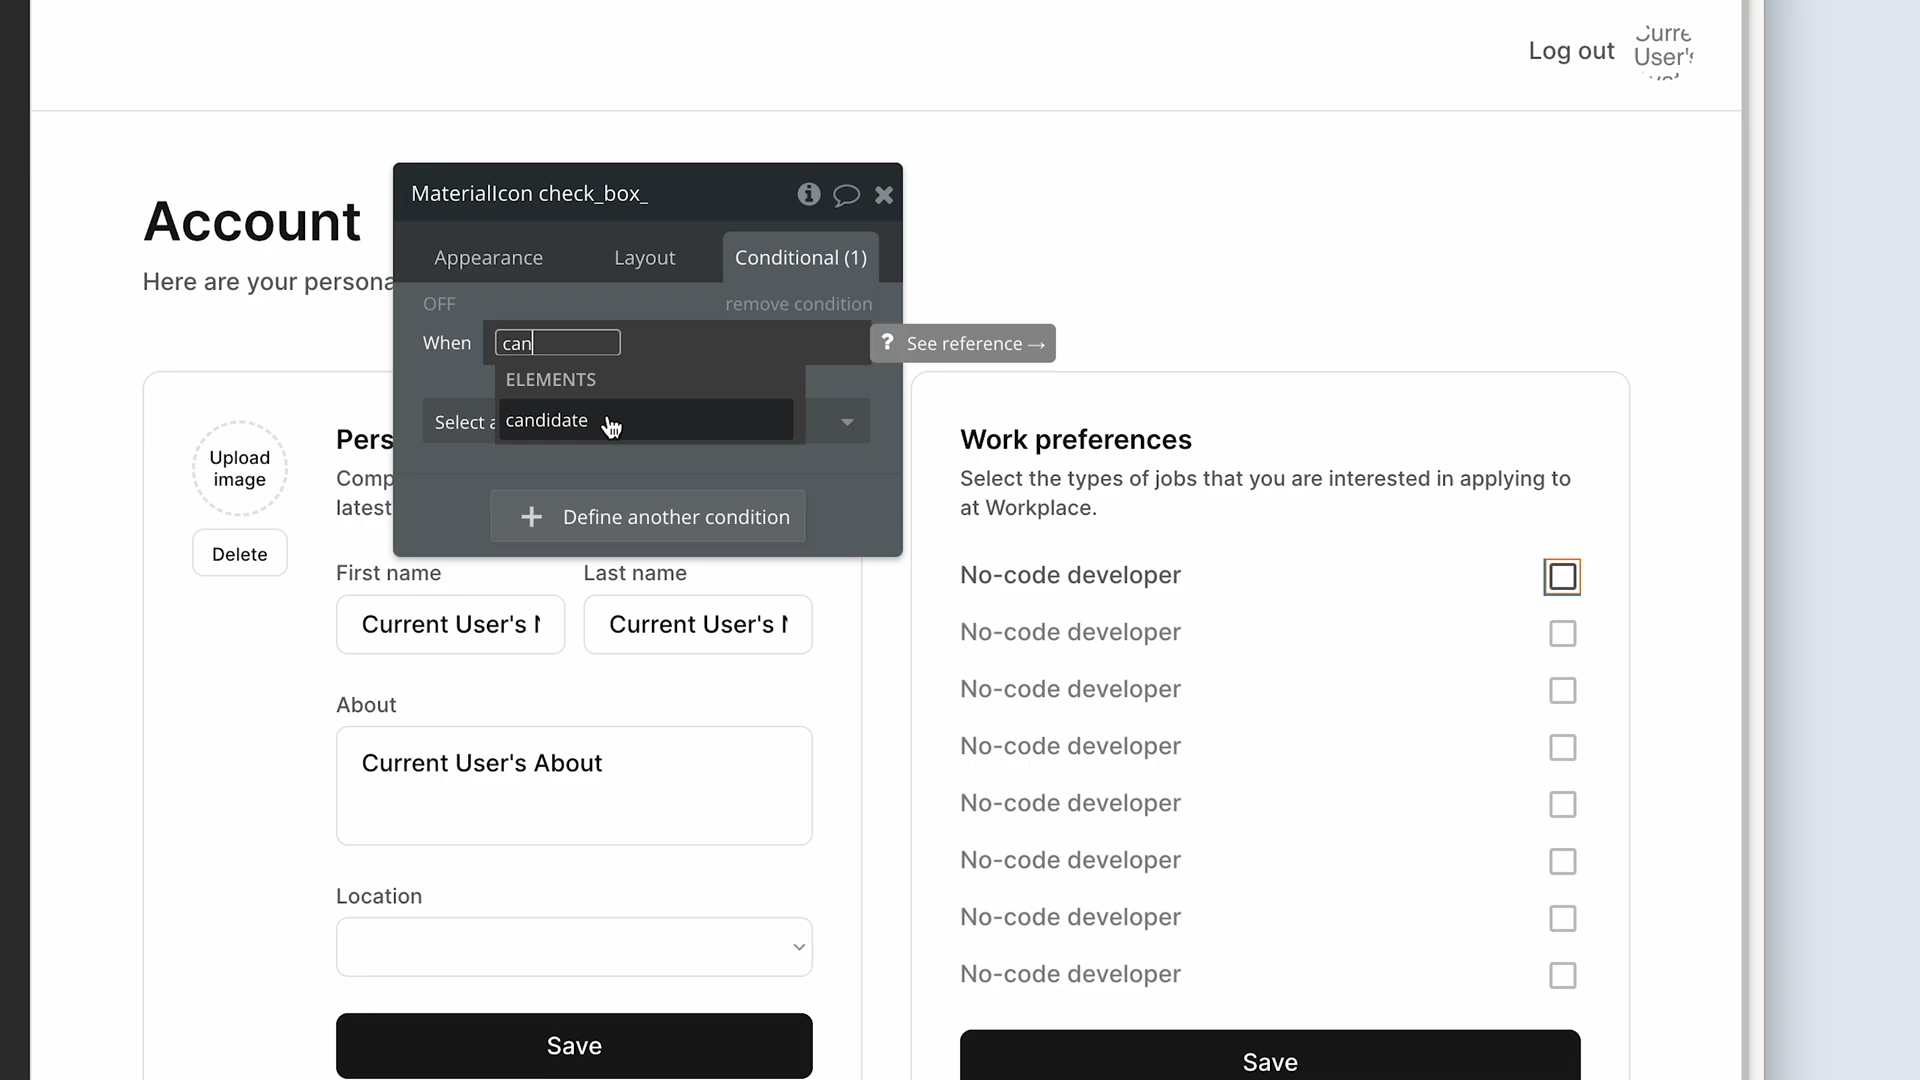 Log out
User's
Account
Here are your persona
MaterialIcon check_box_
Appearance
Layout
Conditional (1)
OFF
remove condition
When
can
? See reference →
ELEMENTS
candidate
Select a
+ Define another condition
Upload
image
Delete
Pers
Comp
latest
First name
Last name
Current User's
Current User's
About
Current User's About
Location
Save
Work preferences
Select the types of jobs that you are interested in applying to
at Workplace.
No-code developer
No-code developer
No-code developer
No-code developer
No-code developer
No-code developer
No-code developer
No-code developer
Save